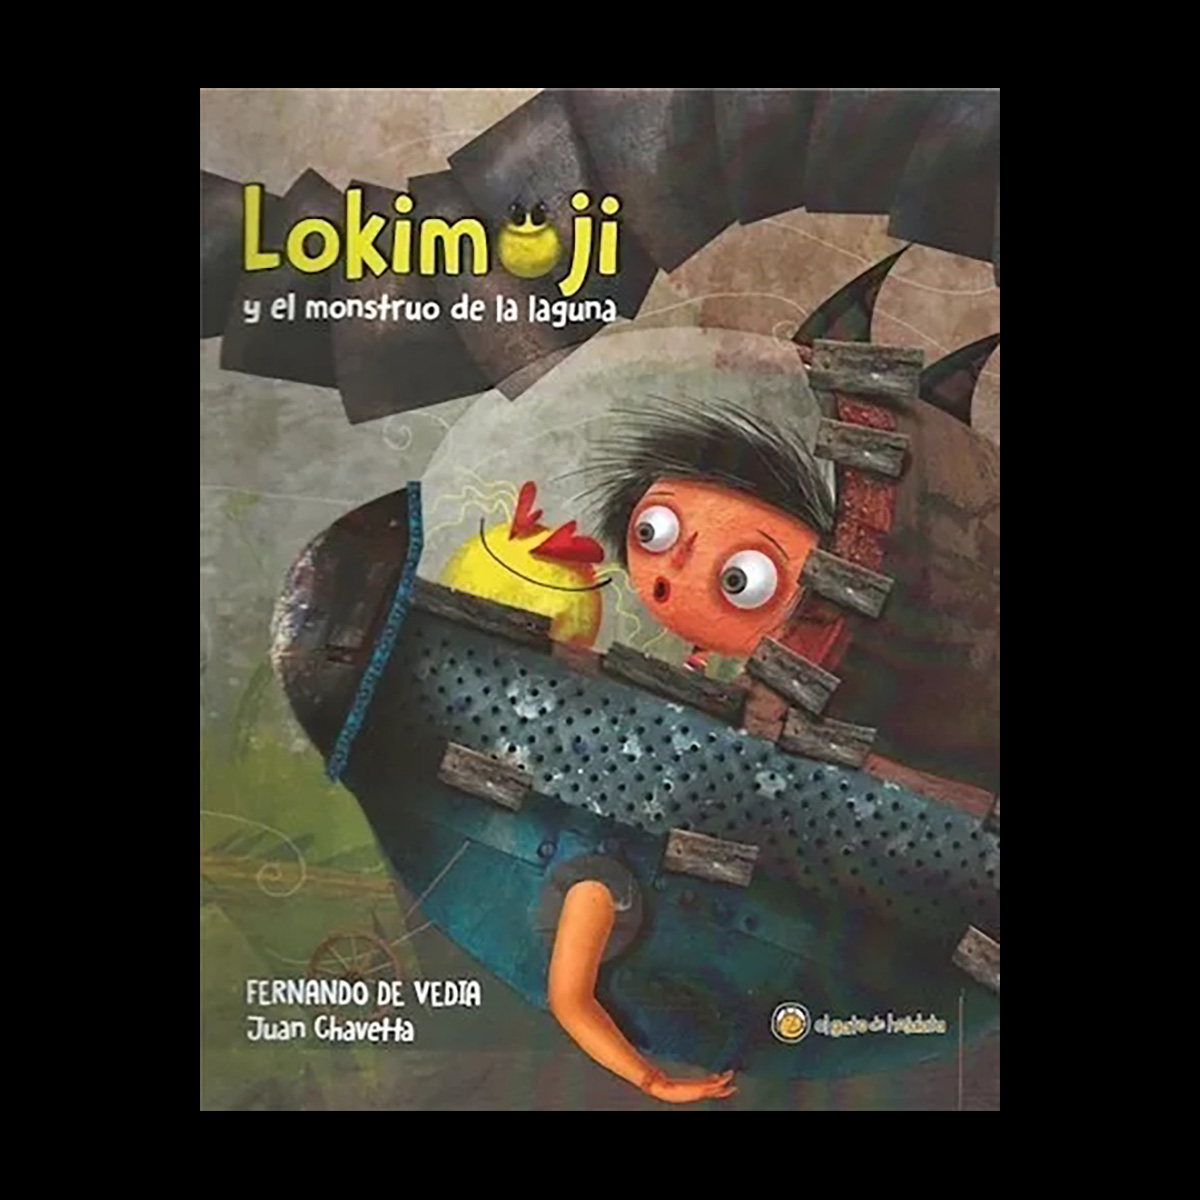 Lokimoji
y el monstruo de la laguna
FERNANDO DE VEDIA
Juan Chavetta
el gato de hojalata